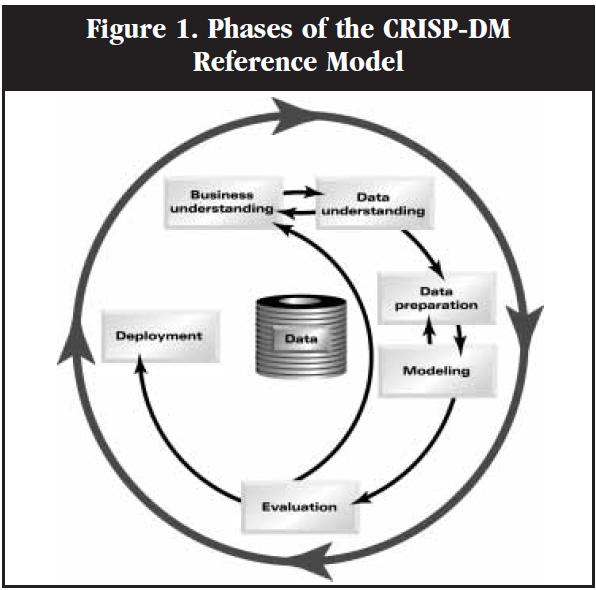 Figure 1. Phases of the CRISP-DM
Reference Model
Business
understanding
Data
understanding
Data
preparation
Modeling
Data
Deployment
Evaluation